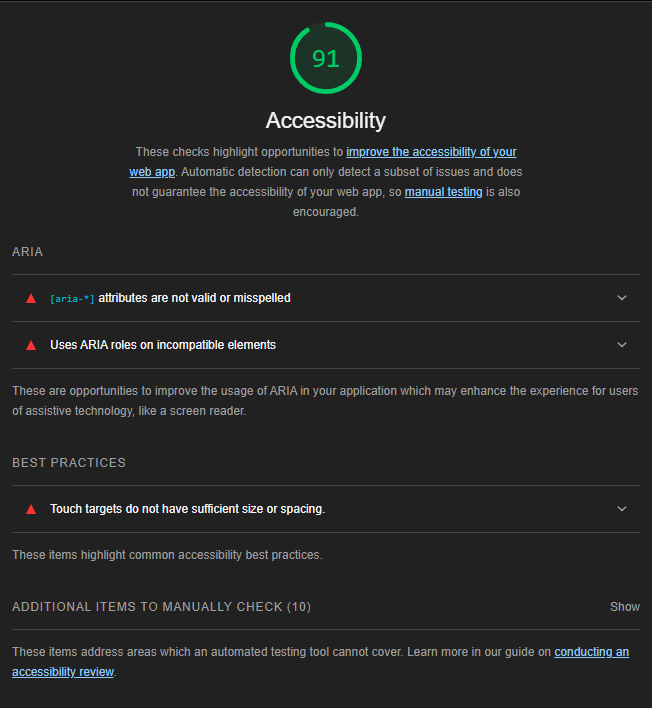 91
Accessibility
These checks highlight opportunities to improve the accessibility of your
web app. Automatic detection can only detect a subset of issues and does
not guarantee the accessibility of your web app, so manual testing is also
encouraged.
ARIA
[aria-*] attributes are not valid or misspelled
Uses ARIA roles on incompatible elements
These are opportunities to improve the usage of ARIA in your application which may enhance the experience for users
of assistive technology, like a screen reader.
BEST PRACTICES
Touch targets do not have sufficient size or spacing.
These items highlight common accessibility best practices.
ADDITIONAL ITEMS TO MANUALLY CHECK (10) Show
These items address areas which an automated testing tool cannot cover. Learn more in our guide on conducting an
accessibility review.